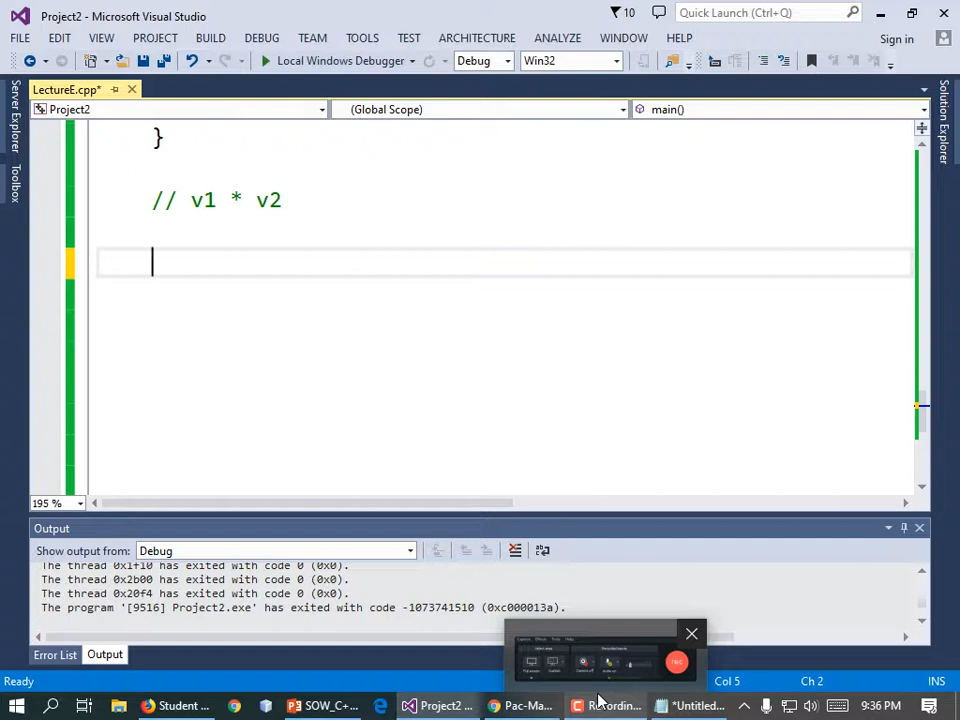 Project2 - Microsoft Visual Studio
10
Quick Launch (Ctrl+Q)
FILE EDIT VIEW PROJECT BUILD DEBUG TEAM TOOLS TEST ARCHITECTURE ANALYZE WINDOW HELP
Sign in
Local Windows Debugger
Debug
Win32
LectureE.cpp*
Project2
(Global Scope)
main()
Server Explorer
Toolbox
Solution Explorer
}
// v1 * v2
195 %
Output
Show output from: Debug
The thread 0x1f10 has exited with code 0 (0x0).
The thread 0x2b00 has exited with code 0 (0x0).
The thread 0x20f4 has exited with code 0 (0x0).
The program '[9516] Project2.exe' has exited with code -1073741510 (0xc000013a).
Error List Output
Ready
Col 5
Ch 2
INS
Student ...
SOW_C+...
Project2 ...
Pac-Ma...
Recordin...
*Untitled...
9:36 PM